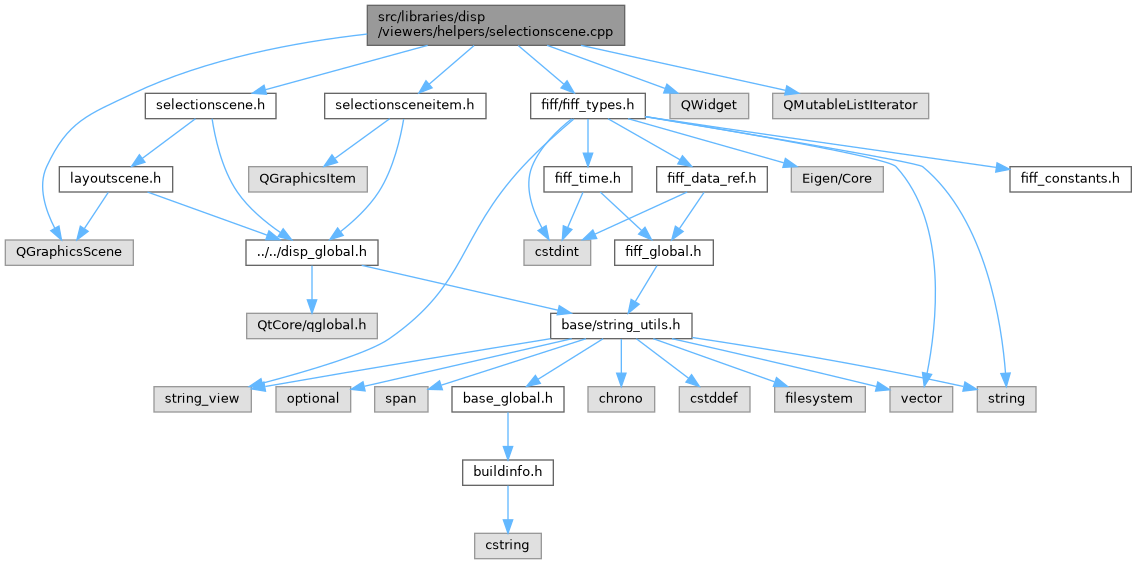 src/libraries/disp
/viewers/helpers/selectionscene.cpp
selectionscene.h
selectionsceneitem.h
fiff/fiff_types.h
QWidget
QMutableListIterator
layoutscene.h
QGraphicsItem
fiff_time.h
fiff_data_ref.h
Eigen/Core
fiff_constants.h
QGraphicsScene
../../disp_global.h
cstdint
fiff_global.h
QtCore/qglobal.h
base/string_utils.h
string_view
optional
span
base_global.h
chrono
cstddef
filesystem
vector
string
buildinfo.h
cstring